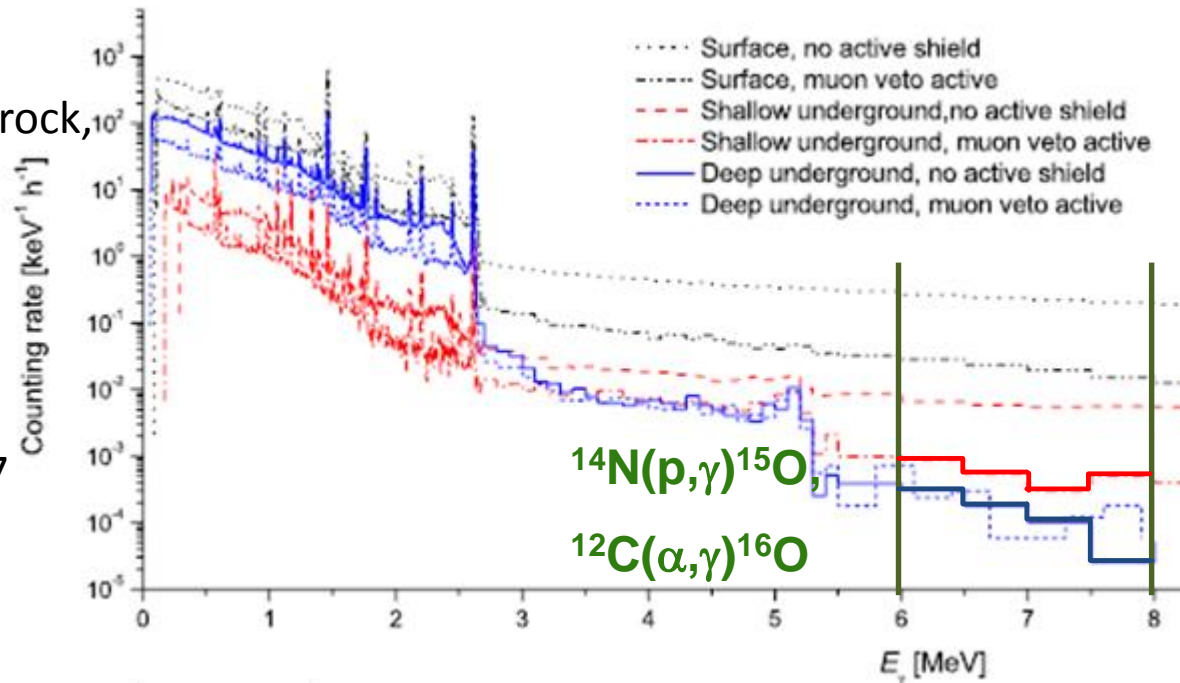 rock,
7
Counting rate [keV⁻¹ h⁻¹]
10³
10²
10¹
10⁰
10⁻¹
10⁻²
10⁻³
10⁻⁴
10⁻⁵
Surface, no active shield
Surface, muon veto active
Shallow underground,no active shield
Shallow underground, muon veto active
Deep underground, no active shield
Deep underground, muon veto active
¹⁴N(p,γ)¹⁵O,
¹²C(α,γ)¹⁶O
0 1 2 3 4 5 6 7 8
Eᵧ [MeV]